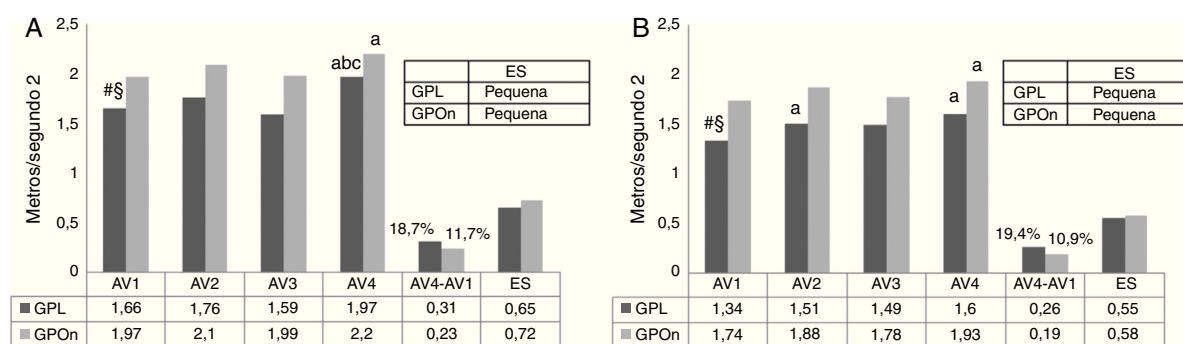 A
2,5
2
1,5
1
0,5
0
Metros/segundo 2
#§
abc
a
18,7% 11,7%
ES
GPL Pequena
GPOn Pequena
AV1 AV2 AV3 AV4 AV4-AV1 ES
GPL 1,66 1,76 1,59 1,97 0,31 0,65
GPOn 1,97 2,1 1,99 2,2 0,23 0,72
B
2,5
2
1,5
1
0,5
0
Metros/segundo 2
#§
a
a
a
19,4% 10,9%
ES
GPL Pequena
GPOn Pequena
AV1 AV2 AV3 AV4 AV4-AV1 ES
GPL 1,34 1,51 1,49 1,6 0,26 0,55
GPOn 1,74 1,88 1,78 1,93 0,19 0,58